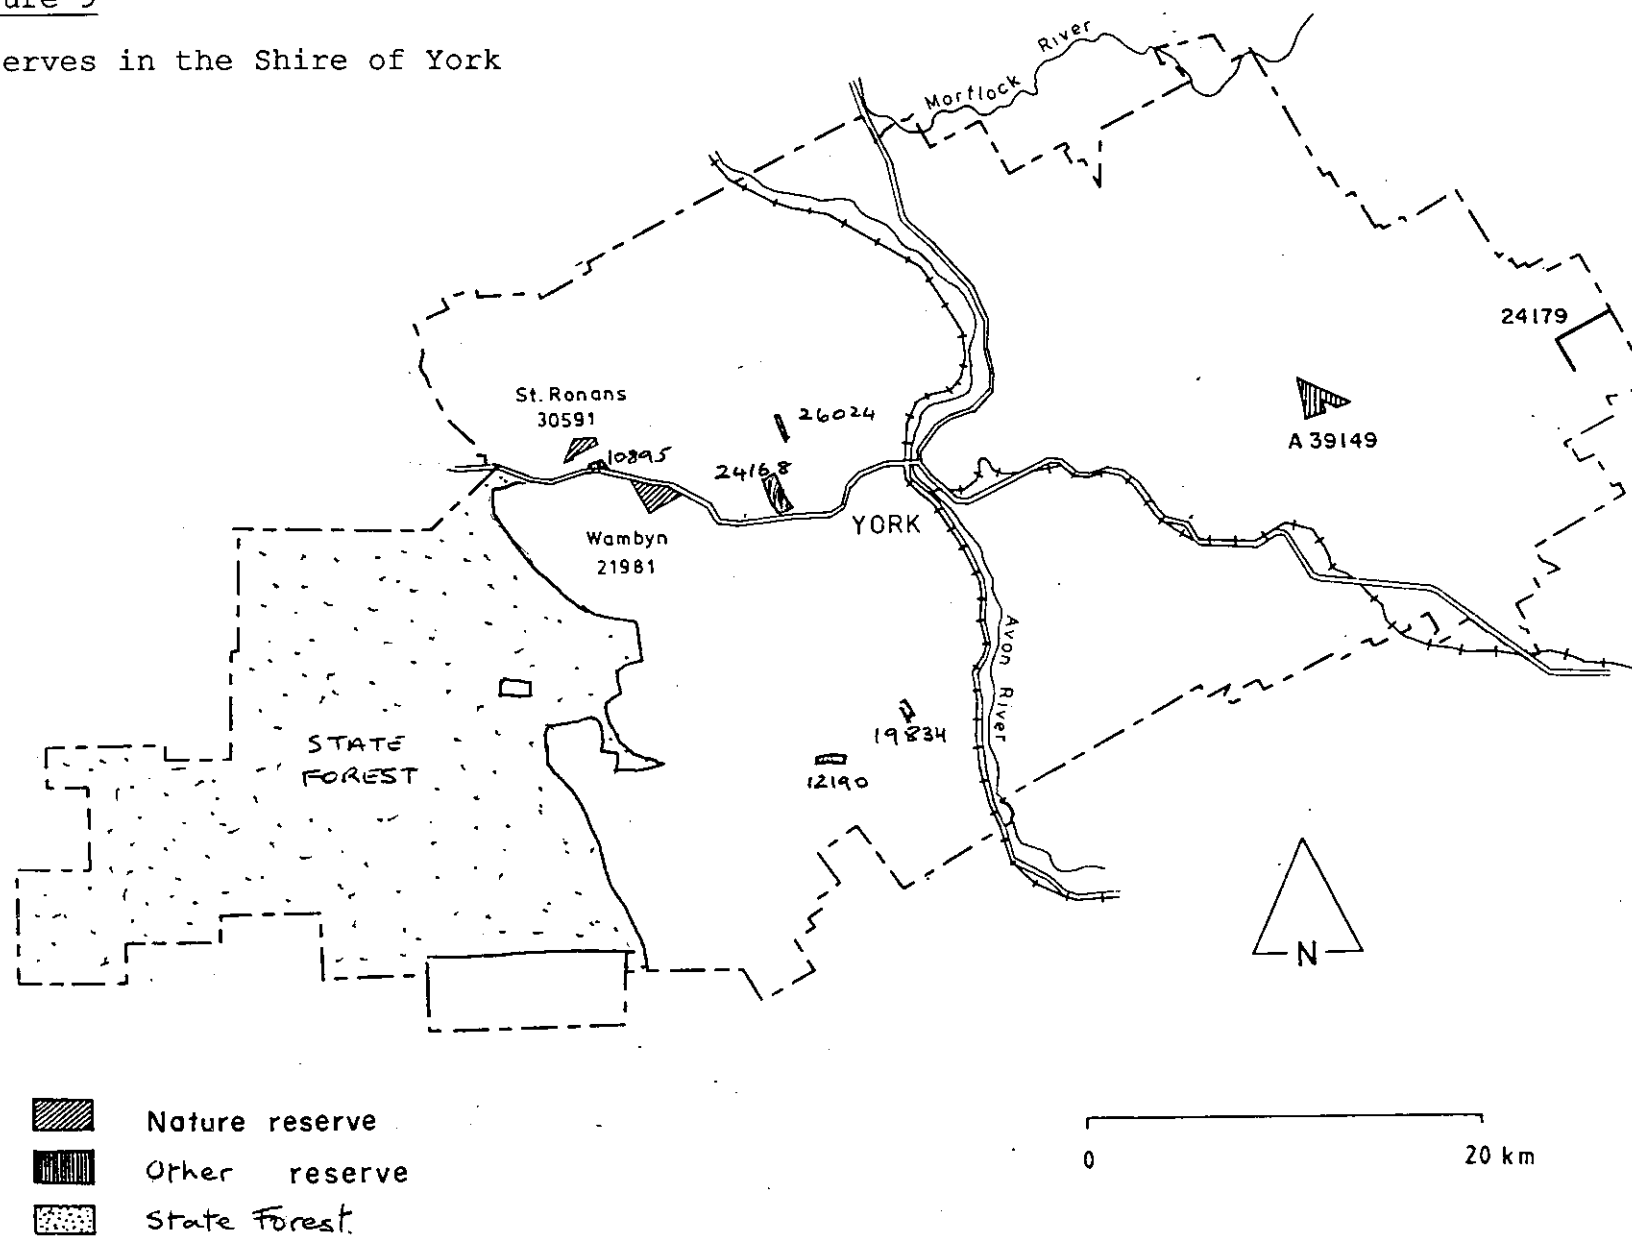 erves in the Shire of York
Mortlock River
24179
St. Ronans
30591
26024
10895
24168
A 39149
YORK
Wambyn
21981
Avon River
STATE
FOREST
19834
12190
N
Nature reserve
Other reserve
State Forest.
0 20 km